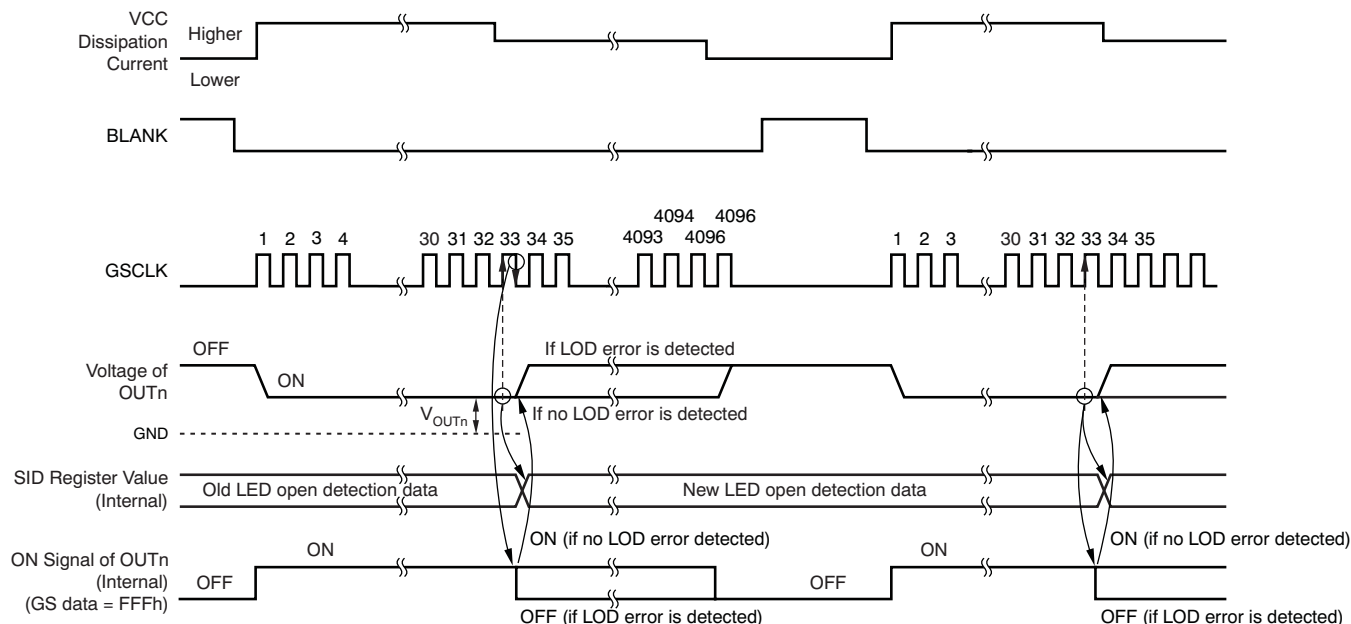 VCC
Dissipation
Current
Higher
Lower
BLANK
4094 4096
1 2 3 4 30 31 32 33 34 35 4093 4096 1 2 3 30 31 32 33 34 35
GSCLK
OFF
If LOD error is detected
Voltage of
OUTn
ON
VOUTn
If no LOD error is detected
GND
SID Register Value
(Internal)
Old LED open detection data
New LED open detection data
ON (if no LOD error detected)
ON (if no LOD error detected)
ON Signal of OUTn
(Internal)
(GS data = FFFh)
OFF
ON
OFF
ON
OFF (if LOD error is detected)
OFF (if LOD error is detected)